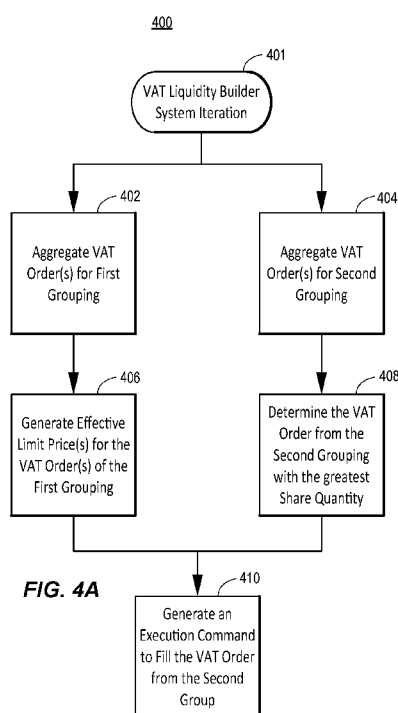 400
401
VAT Liquidity Builder
System Iteration
402
Aggregate VAT
Order(s) for First
Grouping
404
Aggregate VAT
Order(s) for Second
Grouping
406
Generate Effective
Limit Price(s) for the
VAT Order(s) of the
First Grouping
408
Determine the VAT
Order from the
Second Grouping
with the greatest
Share Quantity
FIG. 4A
410
Generate an
Execution Command
to Fill the VAT Order
from the Second
Group